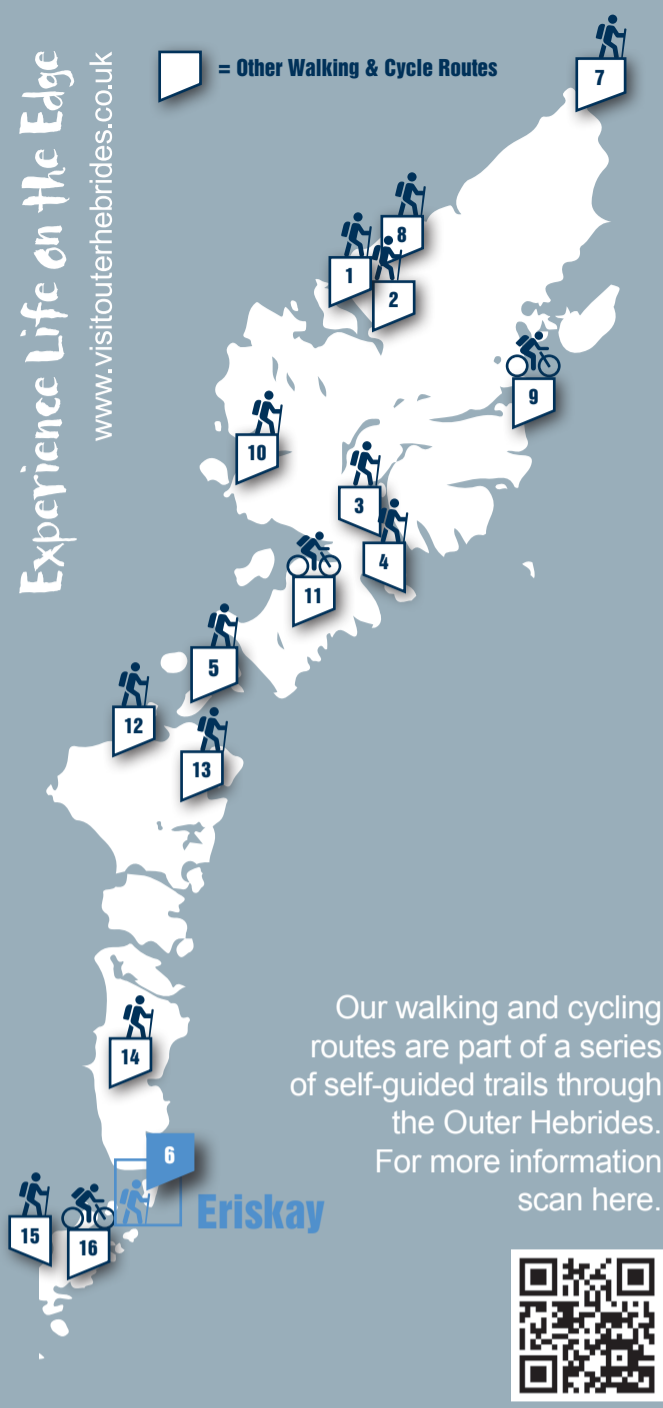 Experience Life on the Edge
www.visitouterhebrides.co.uk
= Other Walking & Cycle Routes
7
8
1
2
9
10
3
4
11
5
12
13
14
6
Eriskay
15
16
Our walking and cycling
routes are part of a series
of self-guided trails through
the Outer Hebrides.
For more information
scan here.